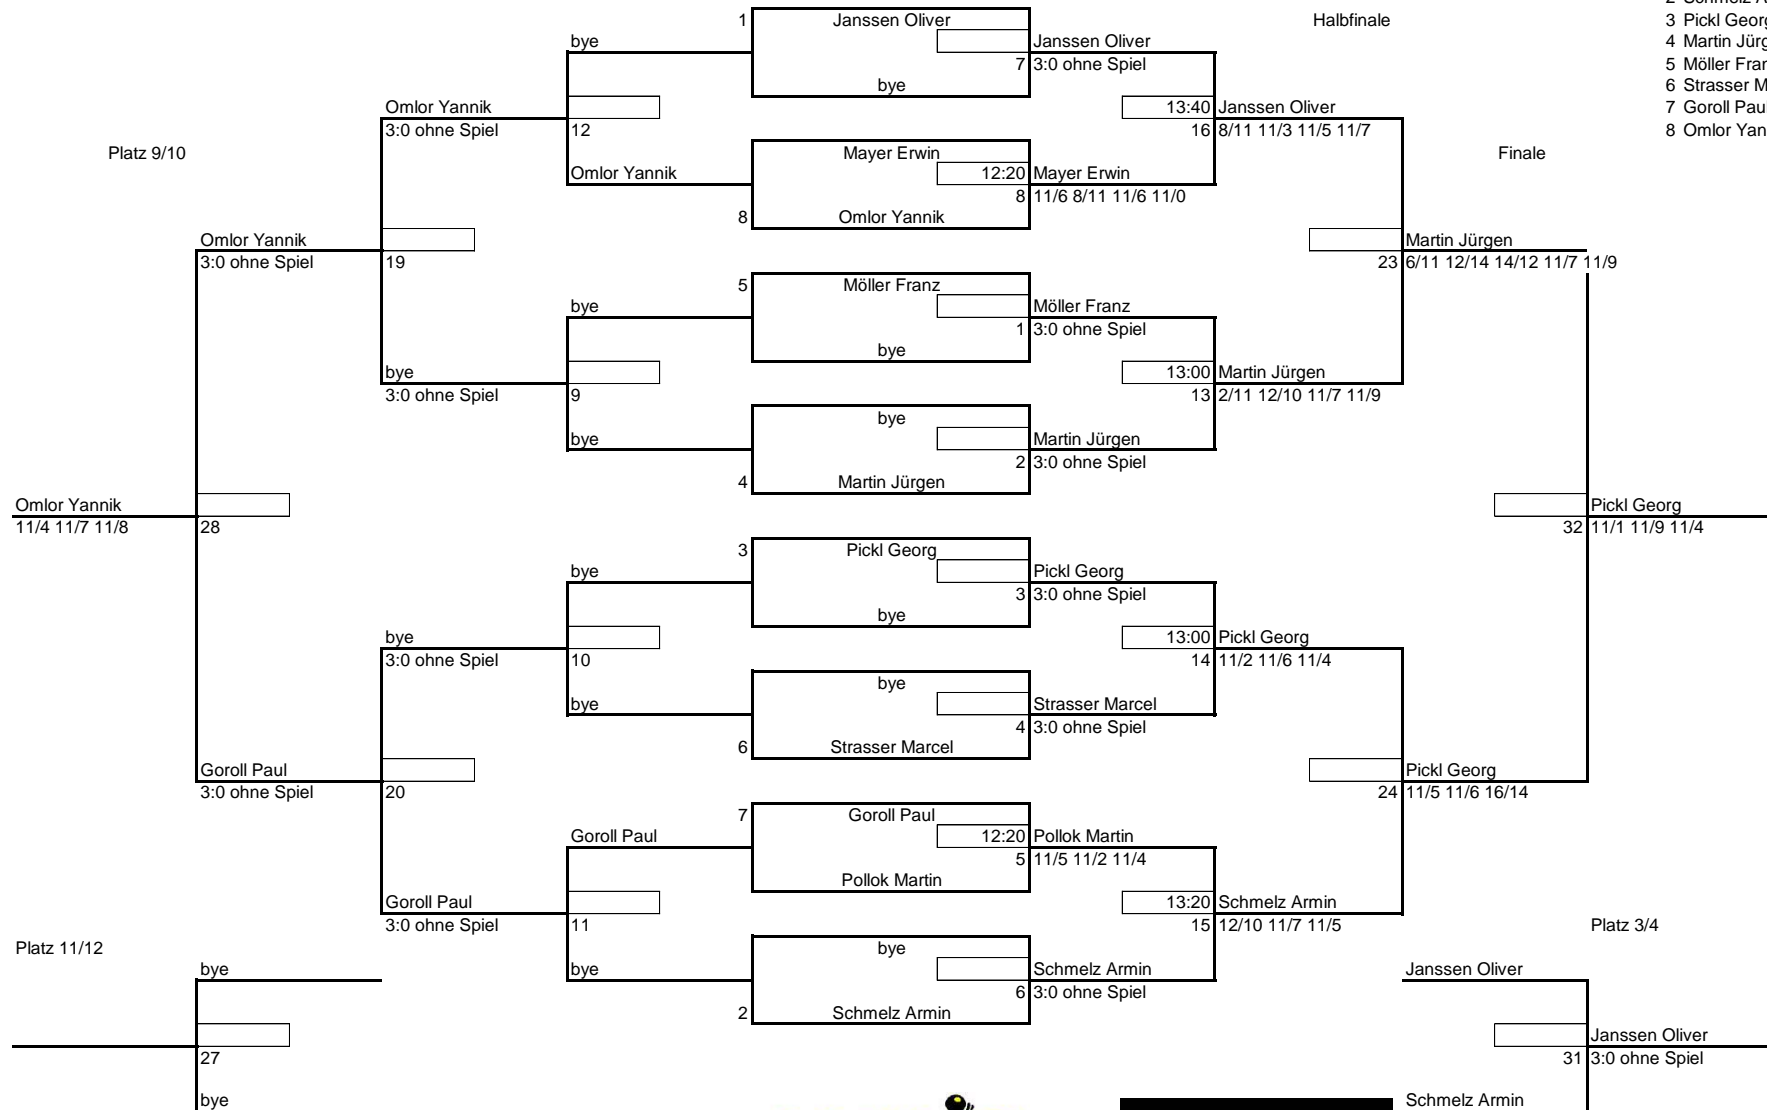 2
1 Janssen Oliver Halbfinale 3 Pickl Georg
bye Janssen Oliver 4 Martin Jürg
7 3:0 ohne Spiel 5 Möller Fran
bye 6 Strasser M
Omlor Yannik 13:40 Janssen Oliver 7 Goroll Paul
3:0 ohne Spiel 12 16 8/11 11/3 11/5 11/7 8 Omlor Yan
Platz 9/10 Mayer Erwin Finale
Omlor Yannik 12:20 Mayer Erwin
8 11/6 8/11 11/6 11/0
8 Omlor Yannik
Omlor Yannik Martin Jürgen
3:0 ohne Spiel 19 23 6/11 12/14 14/12 11/7 11/9
5 Möller Franz
bye Möller Franz
1 3:0 ohne Spiel
bye
bye 13:00 Martin Jürgen
3:0 ohne Spiel 9 13 2/11 12/10 11/7 11/9
bye
bye Martin Jürgen
2 3:0 ohne Spiel
4 Martin Jürgen
Omlor Yannik Pickl Georg
11/4 11/7 11/8 28 32 11/1 11/9 11/4
3 Pickl Georg
bye Pickl Georg
3 3:0 ohne Spiel
bye
bye 13:00 Pickl Georg
3:0 ohne Spiel 10 14 11/2 11/6 11/4
bye
bye Strasser Marcel
4 3:0 ohne Spiel
6 Strasser Marcel
Goroll Paul Pickl Georg
3:0 ohne Spiel 20 24 11/5 11/6 16/14
7 Goroll Paul
Goroll Paul 12:20 Pollok Martin
5 11/5 11/2 11/4
Pollok Martin
Goroll Paul 13:20 Schmelz Armin
3:0 ohne Spiel 11 15 12/10 11/7 11/5 Platz 3/4
Platz 11/12 bye
bye bye Schmelz Armin Janssen Oliver
6 3:0 ohne Spiel
2 Schmelz Armin
Janssen Oliver
27 31 3:0 ohne Spiel
bye Schmelz Armin